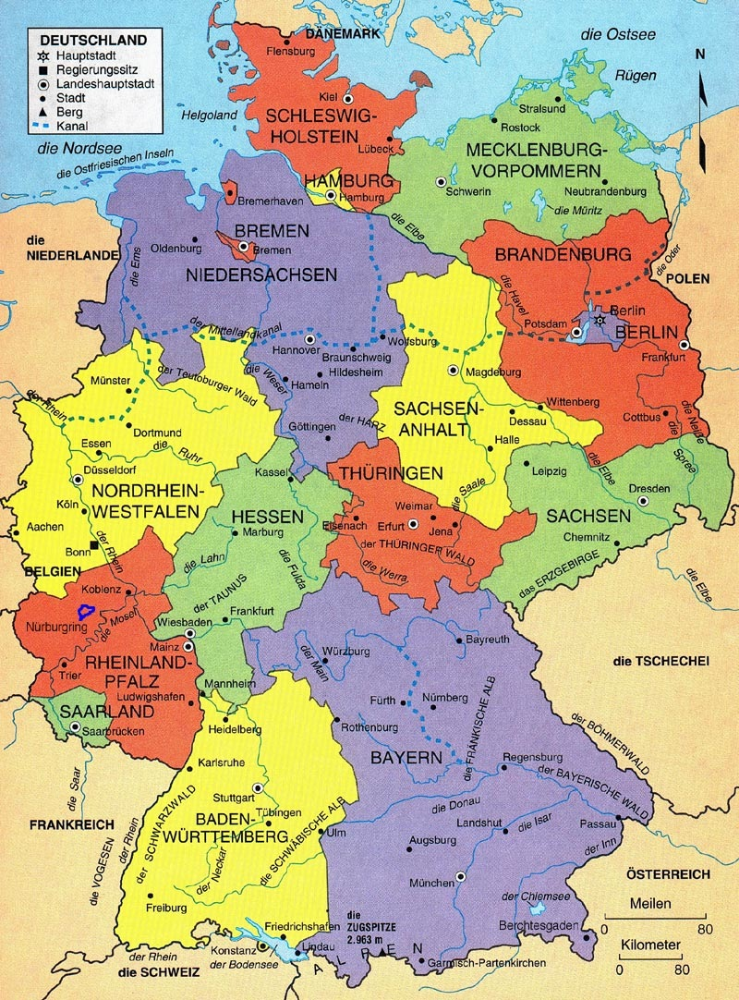 DEUTSCHLAND
Hauptstadt
Regierungssitz
Landeshauptstadt
Stadt
Berg
Kanal
DÄNEMARK
Flensburg
die Ostsee
N
Rügen
Kiel
Stralsund
Helgoland
SCHLESWIG-
HOLSTEIN
Rostock
Lübeck
die Nordsee
die Ostfriesischen Inseln
MECKLENBURG-
VORPOMMERN
HAMBURG
Hamburg
Schwerin
Neubrandenburg
Bremerhaven
die Müritz
die Elbe
die
NIEDERLANDE
BREMEN
Bremen
Oldenburg
die Ems
NIEDERSACHSEN
BRANDENBURG
die Oder
POLEN
die Havel
Berlin
BERLIN
Potsdam
der Mittellandkanal
Hannover
Wolfsburg
Braunschweig
Frankfurt
Hildesheim
Hameln
die Weser
Münster
der Teutoburger Wald
Magdeburg
der Rhein
SACHSEN-
ANHALT
Wittenberg
Dessau
Cottbus
die Neiße
die Spree
der HARZ
Göttingen
Dortmund
Essen
die Ruhr
Halle
die Elbe
Düsseldorf
Kassel
THÜRINGEN
Leipzig
NORDRHEIN-
WESTFALEN
die Saale
Dresden
Köln
HESSEN
Weimar
Eisenach
Erfurt
Jena
SACHSEN
Aachen
Marburg
Chemnitz
Bonn
der Rhein
der THÜRINGER WALD
die Lahn
die Fulda
die Werra
das ERZGEBIRGE
BELGIEN
Koblenz
der TAUNUS
die Elbe
Nürburgring
die Mosel
Frankfurt
Wiesbaden
Mainz
Bayreuth
der Main
Würzburg
RHEINLAND-
PFALZ
Trier
die TSCHECHEI
Mannheim
Ludwigshafen
Fürth
Nürnberg
die FRÄNKISCHE ALB
SAARLAND
Saarbrücken
Heidelberg
Rothenburg
der BÖHMERWALD
Karlsruhe
BAYERN
Regensburg
der BAYERISCHE WALD
die Saar
Stuttgart
die Donau
Tübingen
FRANKREICH
BADEN-
WÜRTTEMBERG
Ulm
Landshut
die Isar
Passau
der Rhein
der SCHWARZWALD
die SCHWÄBISCHE ALB
Augsburg
der Inn
die VOGESEN
der Neckar
München
ÖSTERREICH
Freiburg
der Chiemsee
Meilen
0 80
die
ZUGSPITZE
2.963 m
Friedrichshafen
Berchtesgaden
Konstanz
Lindau
der Rhein
der Bodensee
ALPEN
Garmisch-Partenkirchen
Kilometer
0 80
die SCHWEIZ